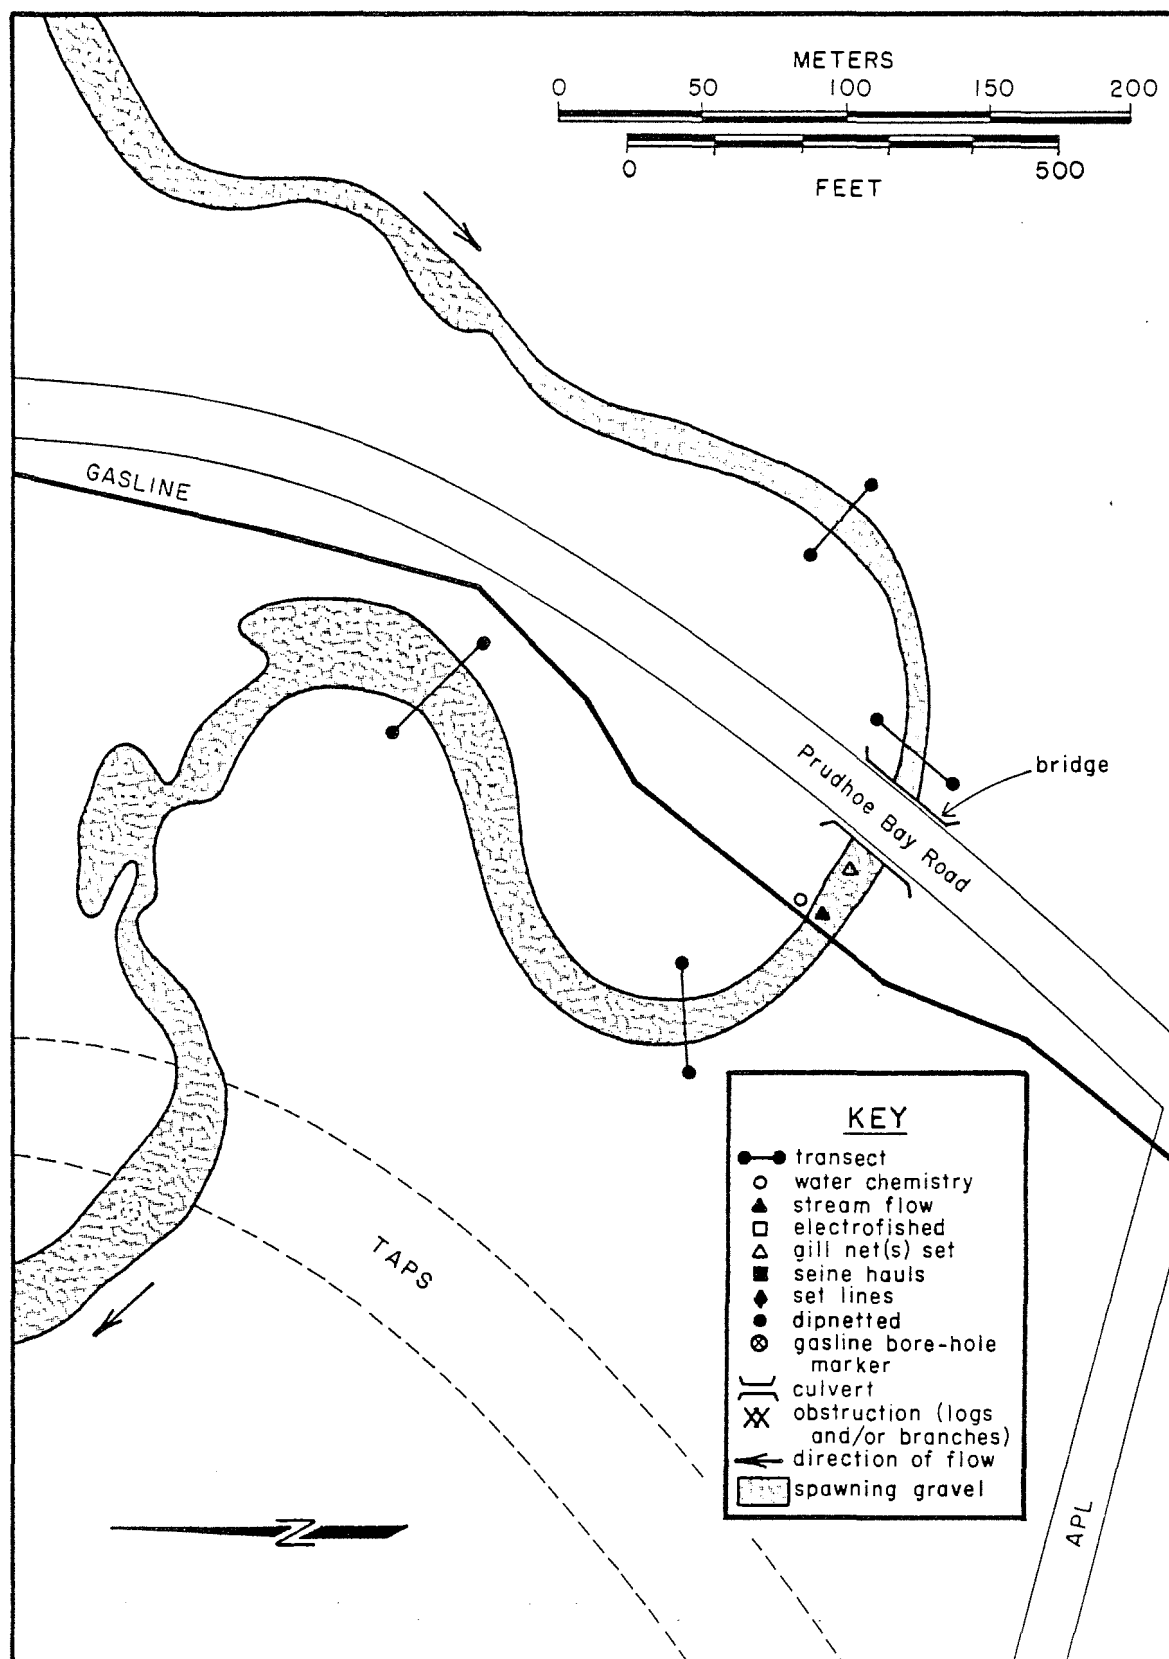 METERS
0 50 100 150 200
0 500
FEET
GASLINE
Prudhoe Bay Road
bridge
KEY
transect
water chemistry
stream flow
electrofished
gill net(s) set
seine hauls
set lines
dipnetted
gasline bore-hole
marker
culvert
obstruction (logs
and/or branches)
direction of flow
spawning gravel
TAPS
APL
N